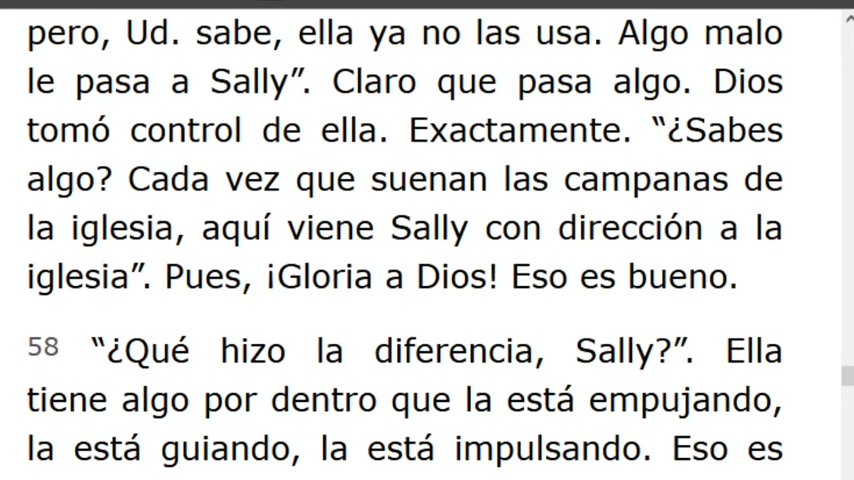 pero, Ud. sabe, ella ya no las usa. Algo malo
le pasa a Sally”. Claro que pasa algo. Dios
tomó control de ella. Exactamente. “¿Sabes
algo? Cada vez que suenan las campanas de
la iglesia, aquí viene Sally con dirección a la
iglesia”. Pues, ¡Gloria a Dios! Eso es bueno.
58 “¿Qué hizo la diferencia, Sally?”. Ella
tiene algo por dentro que la está empujando,
la está guiando, la está impulsando. Eso es